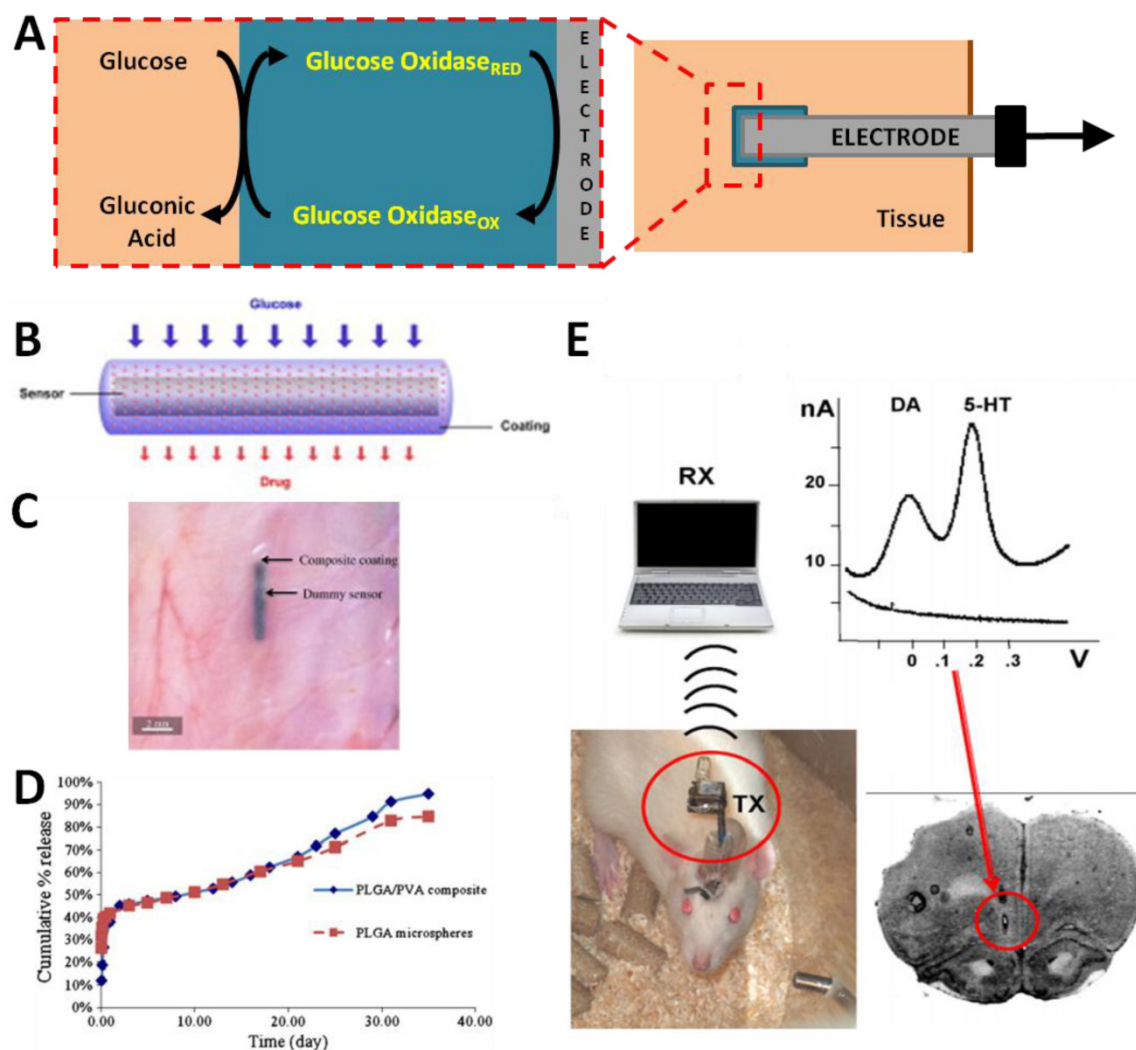 A
Glucose
Glucose Oxidase RED
ELECTRODE
Gluconic
Acid
Glucose Oxidase OX
ELECTRODE
Tissue
B
Glucose
Sensor
Coating
Drug
C
Composite coating
Dummy sensor
2 mm
D
Cumulative % release
100%
90%
80%
70%
60%
50%
40%
30%
20%
10%
0%
PLGA/PVA composite
PLGA microspheres
0.00 10.00 20.00 30.00 40.00
Time (day)
E
RX
TX
nA
DA 5-HT
20
10
0 .1 .2 .3 V